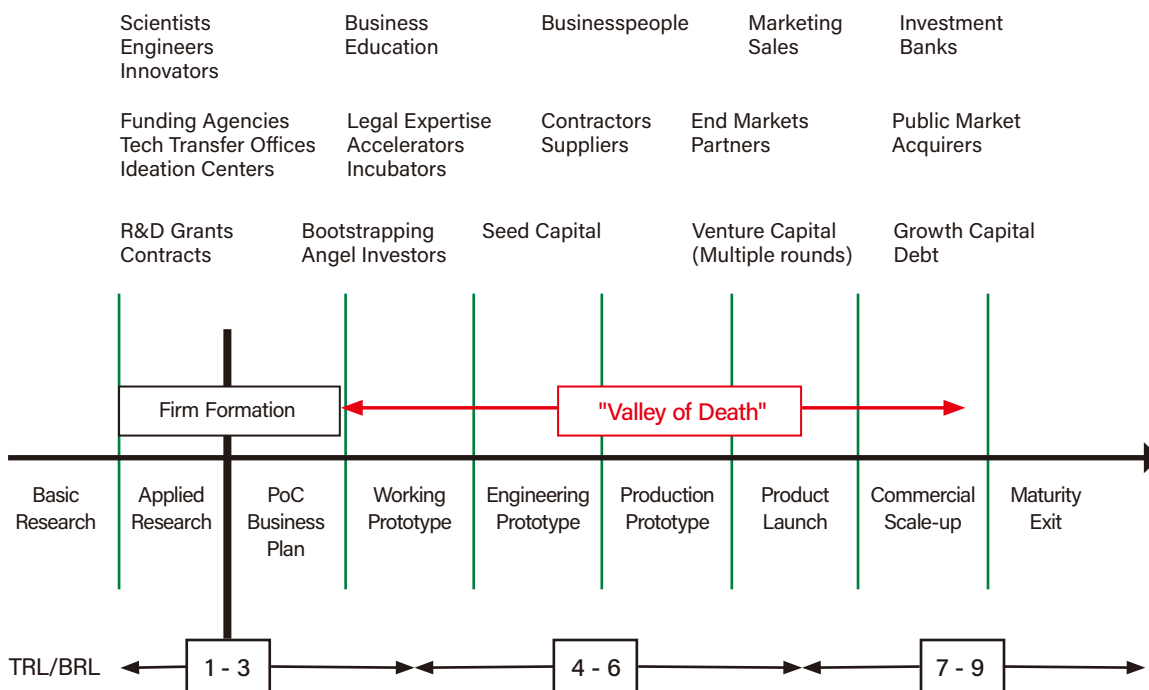 Scientists
Engineers
Innovators
Business
Education
Businesspeople
Marketing
Sales
Investment
Banks
Funding Agencies
Tech Transfer Offices
Ideation Centers
Legal Expertise
Accelerators
Incubators
Contractors
Suppliers
End Markets
Partners
Public Market
Acquirers
R&D Grants
Contracts
Bootstrapping
Angel Investors
Seed Capital
Venture Capital
(Multiple rounds)
Growth Capital
Debt
Firm Formation
"Valley of Death"
Basic
Research
Applied
Research
PoC
Business
Plan
Working
Prototype
Engineering
Prototype
Production
Prototype
Product
Launch
Commercial
Scale-up
Maturity
Exit
TRL/BRL
1 - 3
4 - 6
7 - 9